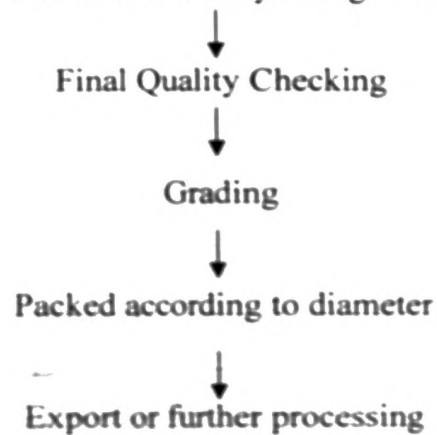 Final Quality Checking
Grading
Packed according to diameter
Export or further processing